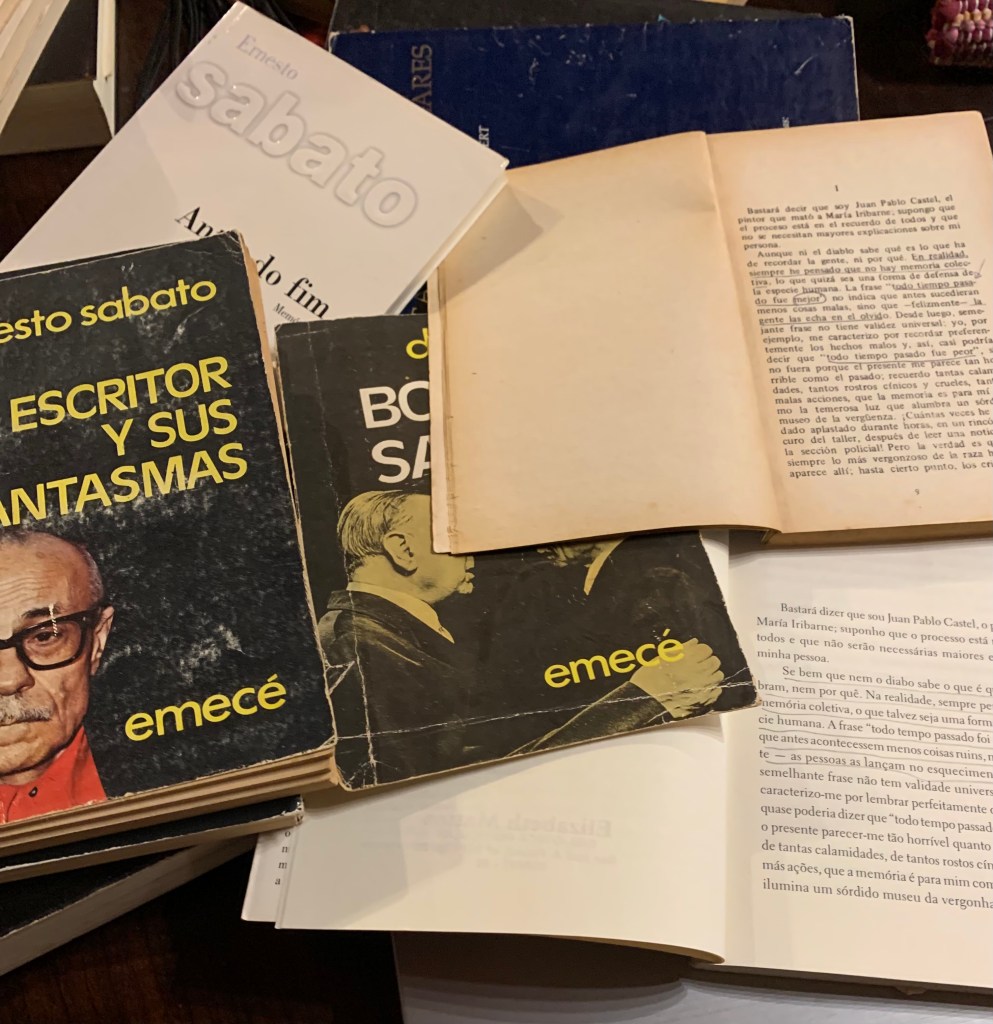 Ernesto
sabato
do fim
ARES
esto sabato
ESCRITOR
Y SUS
ANTASMAS
emecé
BO
SA
emecé
I
Bastará decir que soy Juan Pablo Castel, el
pintor que mató a María Iribarne; supongo que
el proceso está en el recuerdo de todos y que
no se necesitan mayores explicaciones sobre mi
persona.
Aunque ni el diablo sabe qué es lo que ha
de recordar la gente, ni por qué. En realidad,
siempre he pensado que no hay memoria colec-
tiva, lo que quizá sea una forma de defensa de
la especie humana. La frase "todo tiempo pasa-
do fue mejor" no indica que antes sucedieran
menos cosas malas, sino que —felizmente— la
gente las echa en el olvido. Desde luego, seme-
jante frase no tiene validez universal; yo, por
ejemplo, me caracterizo por recordar preferen-
temente los hechos malos y, así, casi podría
decir que "todo tiempo pasado fue peor", s
no fuera porque el presente me parece tan ho
rrible como el pasado; recuerdo tantas calam
dades, tantos rostros cínicos y crueles, tant
malas acciones, que la memoria es para mí
mo la temerosa luz que alumbra un sórd
museo de la vergüenza. ¡Cuántas veces he
dado aplastado durante horas, en un rincó
curo del taller, después de leer una notic
la sección policial! Pero la verdad es q
siempre lo más vergonzoso de la raza h
aparece allí; hasta cierto punto, los cri
9
Bastará dizer que sou Juan Pablo Castel, o p
María Iribarne; suponho que o processo está
todos e que não serão necessárias maiores e
minha pessoa.
Se bem que nem o diabo sabe o que é q
bram, nem por quê. Na realidade, sempre pe
memória coletiva, o que talvez seja uma form
cie humana. A frase "todo tempo passado foi
que antes acontecessem menos coisas ruins, m
te — as pessoas as lançam no esquecimen
semelhante frase não tem validade univers
caracterizo-me por lembrar perfeitamente
quase poderia dizer que "todo tempo passad
o presente parecer-me tão horrível quanto
de tantas calamidades, de tantos rostos cín
más ações, que a memória é para mim con
ilumina um sórdido museu da vergonha